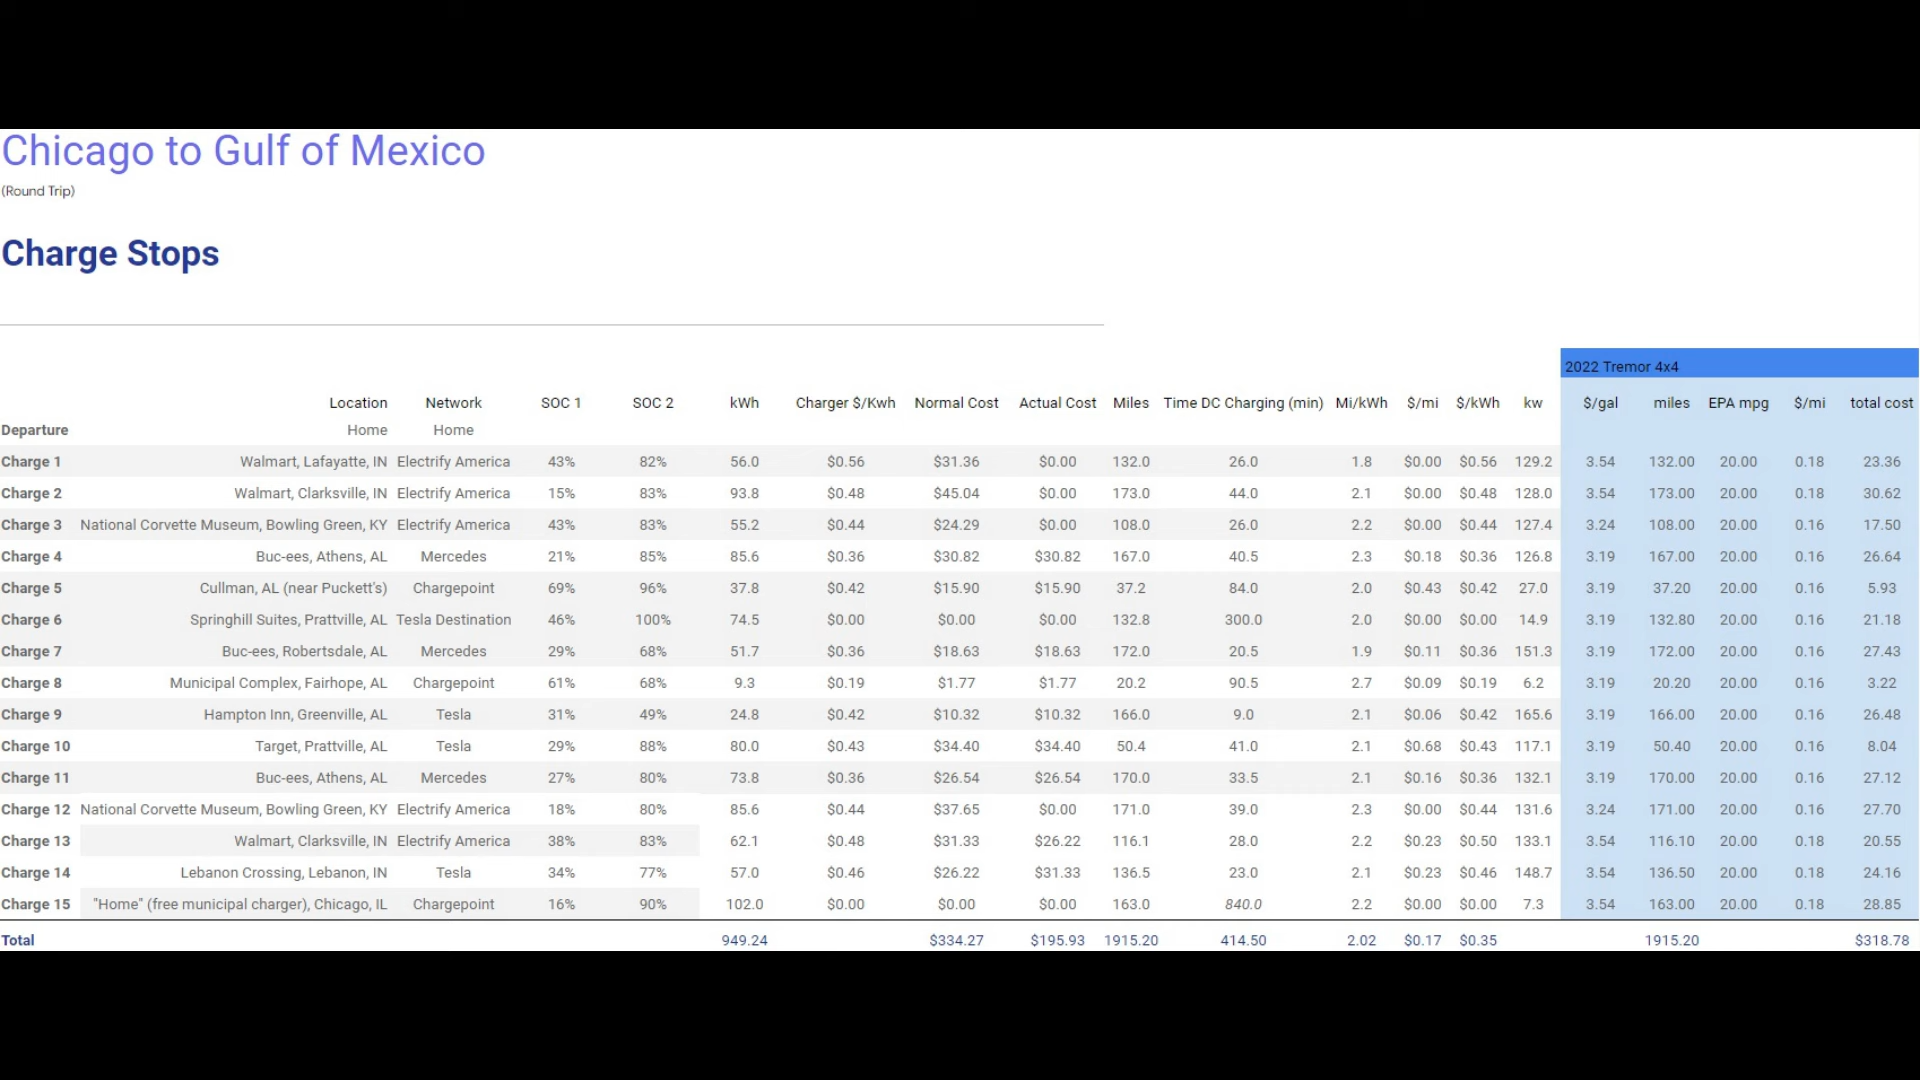 Chicago to Gulf of Mexico
(Round Trip)
Charge Stops
2022 Tremor 4x4
Location Network SOC 1 SOC 2 kWh Charger $/Kwh Normal Cost Actual Cost Miles Time DC Charging (min) Mi/kWh $/mi $/kWh kw $/gal miles EPA mpg $/mi total cost
Departure Home Home
Charge 1 Walmart, Lafayatte, IN Electrify America 43% 82% 56.0 $0.56 $31.36 $0.00 132.0 26.0 1.8 $0.00 $0.56 129.2 3.54 132.00 20.00 0.18 23.36
Charge 2 Walmart, Clarksville, IN Electrify America 15% 83% 93.8 $0.48 $45.04 $0.00 173.0 44.0 2.1 $0.00 $0.48 128.0 3.54 173.00 20.00 0.18 30.62
Charge 3 National Corvette Museum, Bowling Green, KY Electrify America 43% 83% 55.2 $0.44 $24.29 $0.00 108.0 26.0 2.2 $0.00 $0.44 127.4 3.24 108.00 20.00 0.16 17.50
Charge 4 Buc-ees, Athens, AL Mercedes 21% 85% 85.6 $0.36 $30.82 $30.82 167.0 40.5 2.3 $0.18 $0.36 126.8 3.19 167.00 20.00 0.16 26.64
Charge 5 Cullman, AL (near Puckett's) Chargepoint 69% 96% 37.8 $0.42 $15.90 $15.90 37.2 84.0 2.0 $0.43 $0.42 27.0 3.19 37.20 20.00 0.16 5.93
Charge 6 Springhill Suites, Prattville, AL Tesla Destination 46% 100% 74.5 $0.00 $0.00 $0.00 132.8 300.0 2.0 $0.00 $0.00 14.9 3.19 132.80 20.00 0.16 21.18
Charge 7 Buc-ees, Robertsdale, AL Mercedes 29% 68% 51.7 $0.36 $18.63 $18.63 172.0 20.5 1.9 $0.11 $0.36 151.3 3.19 172.00 20.00 0.16 27.43
Charge 8 Municipal Complex, Fairhope, AL Chargepoint 61% 68% 9.3 $0.19 $1.77 $1.77 20.2 90.5 2.7 $0.09 $0.19 6.2 3.19 20.20 20.00 0.16 3.22
Charge 9 Hampton Inn, Greenville, AL Tesla 31% 49% 24.8 $0.42 $10.32 $10.32 166.0 9.0 2.1 $0.06 $0.42 165.6 3.19 166.00 20.00 0.16 26.48
Charge 10 Target, Prattville, AL Tesla 29% 88% 80.0 $0.43 $34.40 $34.40 50.4 41.0 2.1 $0.68 $0.43 117.1 3.19 50.40 20.00 0.16 8.04
Charge 11 Buc-ees, Athens, AL Mercedes 27% 80% 73.8 $0.36 $26.54 $26.54 170.0 33.5 2.1 $0.16 $0.36 132.1 3.19 170.00 20.00 0.16 27.12
Charge 12 National Corvette Museum, Bowling Green, KY Electrify America 18% 80% 85.6 $0.44 $37.65 $0.00 171.0 39.0 2.3 $0.00 $0.44 131.6 3.24 171.00 20.00 0.16 27.70
Charge 13 Walmart, Clarksville, IN Electrify America 38% 83% 62.1 $0.48 $31.33 $26.22 116.1 28.0 2.2 $0.23 $0.50 133.1 3.54 116.10 20.00 0.18 20.55
Charge 14 Lebanon Crossing, Lebanon, IN Tesla 34% 77% 57.0 $0.46 $26.22 $31.33 136.5 23.0 2.1 $0.23 $0.46 148.7 3.54 136.50 20.00 0.18 24.16
Charge 15 "Home" (free municipal charger), Chicago, IL Chargepoint 16% 90% 102.0 $0.00 $0.00 $0.00 163.0 840.0 2.2 $0.00 $0.00 7.3 3.54 163.00 20.00 0.18 28.85
Total 949.24 $334.27 $195.93 1915.20 414.50 2.02 $0.17 $0.35 1915.20 $318.78